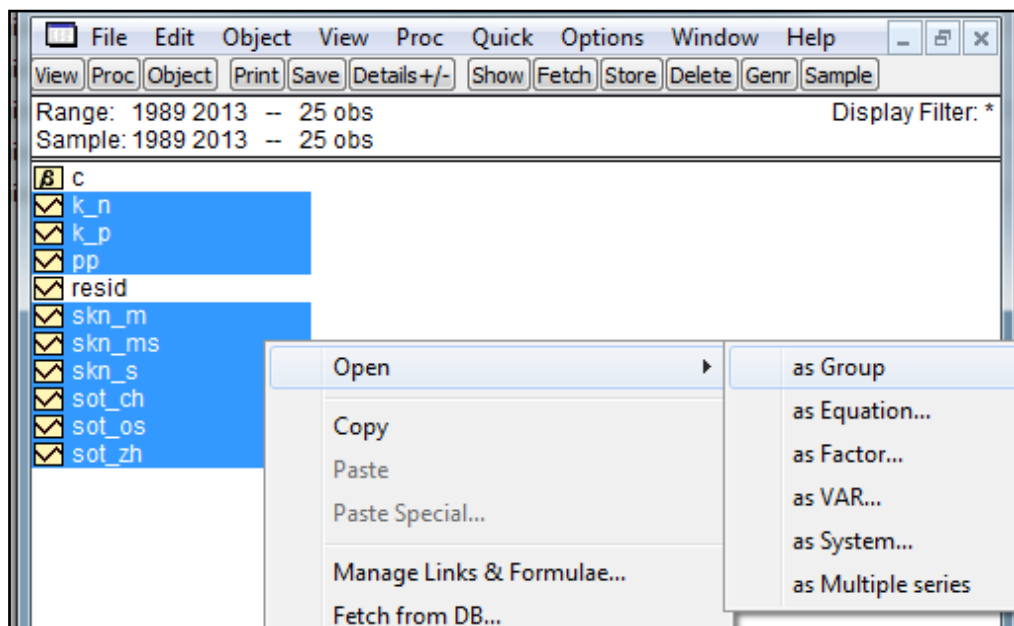 File Edit Object View Proc Quick Options Window Help
View Proc Object Print Save Details+/- Show Fetch Store Delete Genr Sample
Range: 1989 2013 -- 25 obs Display Filter: *
Sample: 1989 2013 -- 25 obs
β c
k_n
k_p
pp
resid
skn_m
skn_ms
skn_s
sot_ch
sot_os
sot_zh
Open
Copy
Paste
Paste Special...
Manage Links & Formulae...
Fetch from DB...
as Group
as Equation...
as Factor...
as VAR...
as System...
as Multiple series